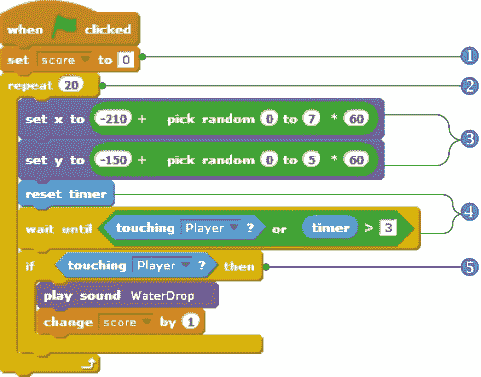 when clicked
set score to 0 1
repeat 20 2
set x to -210 + pick random 0 to 7 * 60
3
set y to -150 + pick random 0 to 5 * 60
reset timer
4
wait until touching Player ? or timer > 3
if touching Player ? then 5
play sound WaterDrop
change score by 1